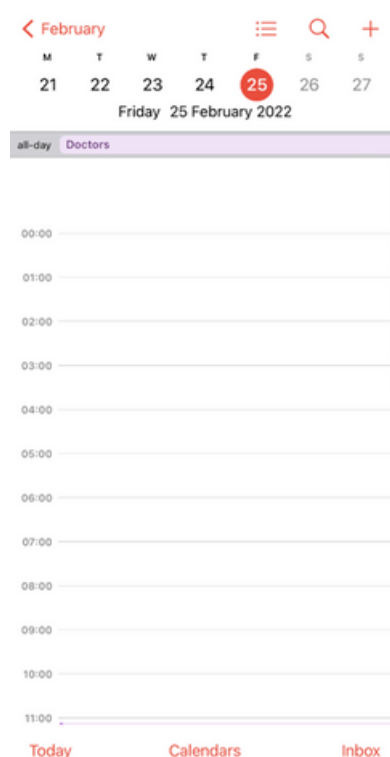 February
M T W T F S S
21 22 23 24 25 26 27
Friday 25 February 2022
all-day Doctors
00:00
01:00
02:00
03:00
04:00
05:00
06:00
07:00
08:00
09:00
10:00
11:00
Today Calendars Inbox